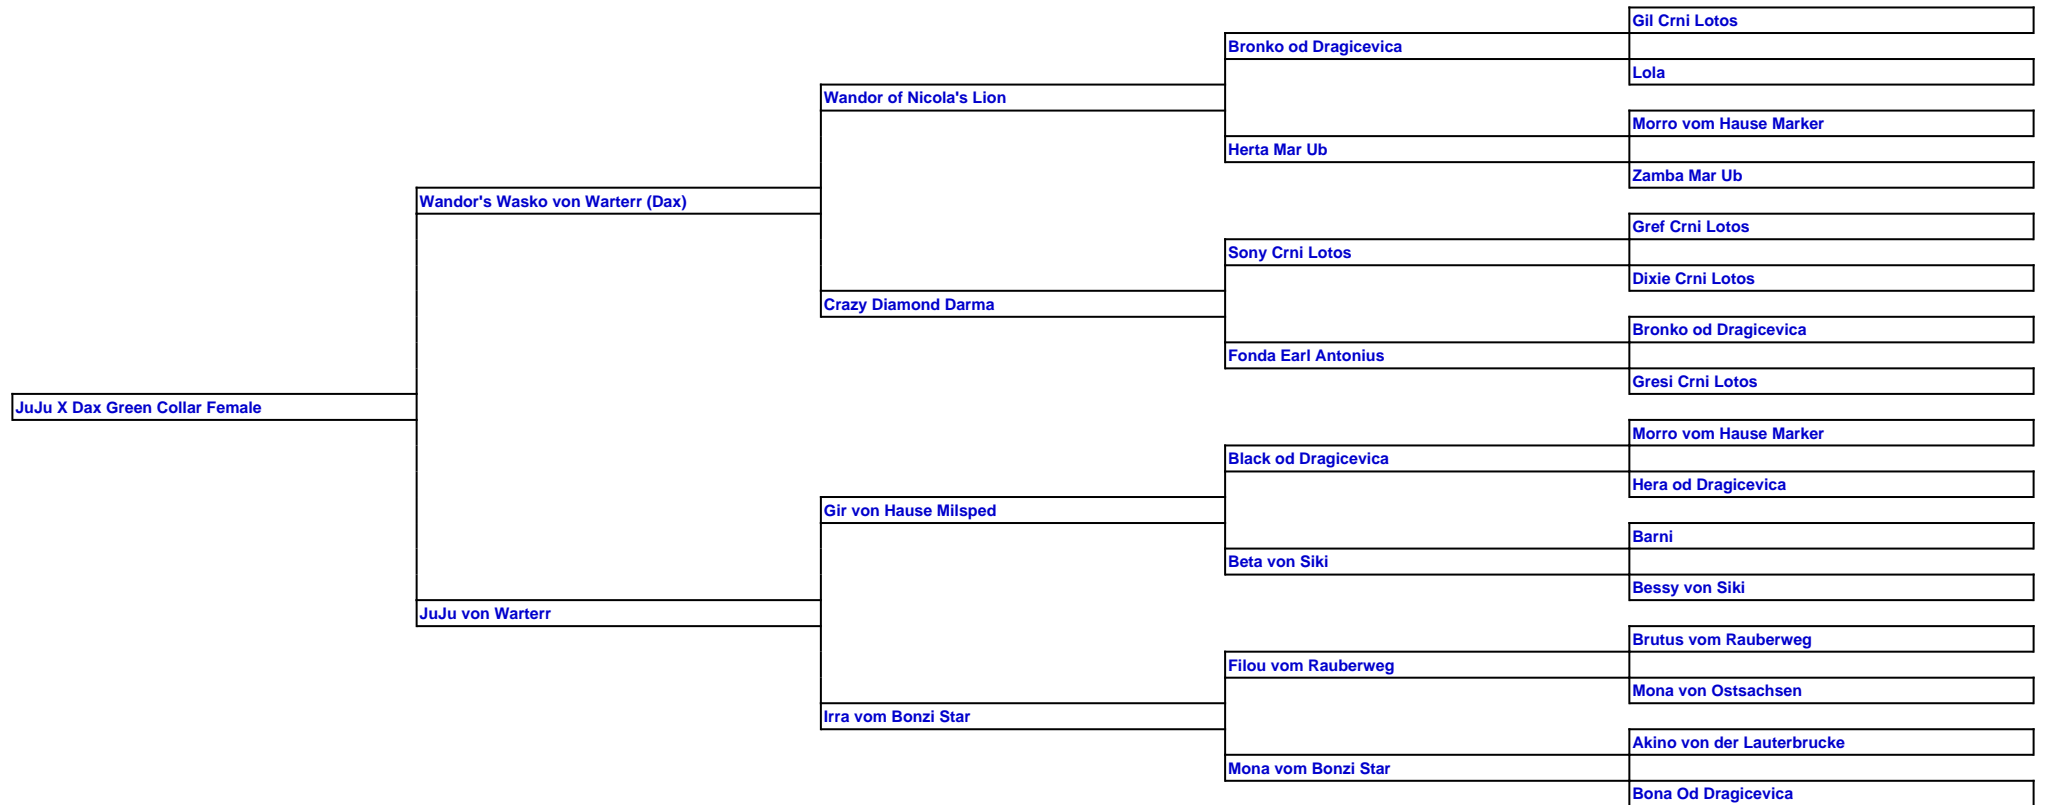 Gil Crni Lotos
Bronko od Dragicevica
Lola
Wandor of Nicola's Lion
Morro vom Hause Marker
Herta Mar Ub
Zamba Mar Ub
Wandor's Wasko von Warterr (Dax)
Gref Crni Lotos
Sony Crni Lotos
Dixie Crni Lotos
Crazy Diamond Darma
Bronko od Dragicevica
Fonda Earl Antonius
Gresi Crni Lotos
JuJu X Dax Green Collar Female
Morro vom Hause Marker
Black od Dragicevica
Hera od Dragicevica
Gir von Hause Milsped
Barni
Beta von Siki
Bessy von Siki
JuJu von Warterr
Brutus vom Rauberweg
Filou vom Rauberweg
Mona von Ostsachsen
Irra vom Bonzi Star
Akino von der Lauterbrucke
Mona vom Bonzi Star
Bona Od Dragicevica